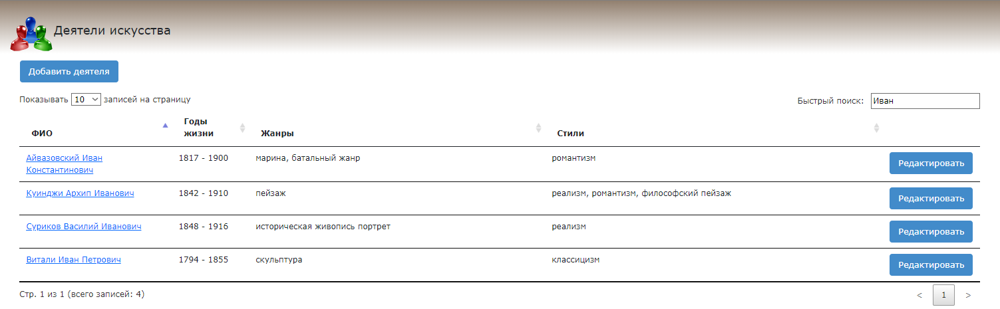 Деятели искусства
Добавить деятеля
Показывать 10 записей на страницу
Быстрый поиск: Иван
ФИО
Годы
жизни
Жанры
Стили
Айвазовский Иван
Константинович
1817 - 1900
марина, батальный жанр
романтизм
Редактировать
Куинджи Архип Иванович
1842 - 1910
пейзаж
реализм, романтизм, философский пейзаж
Редактировать
Суриков Василий Иванович
1848 - 1916
историческая живопись портрет
реализм
Редактировать
Витали Иван Петрович
1794 - 1855
скульптура
классицизм
Редактировать
Стр. 1 из 1 (всего записей: 4)
< 1 >